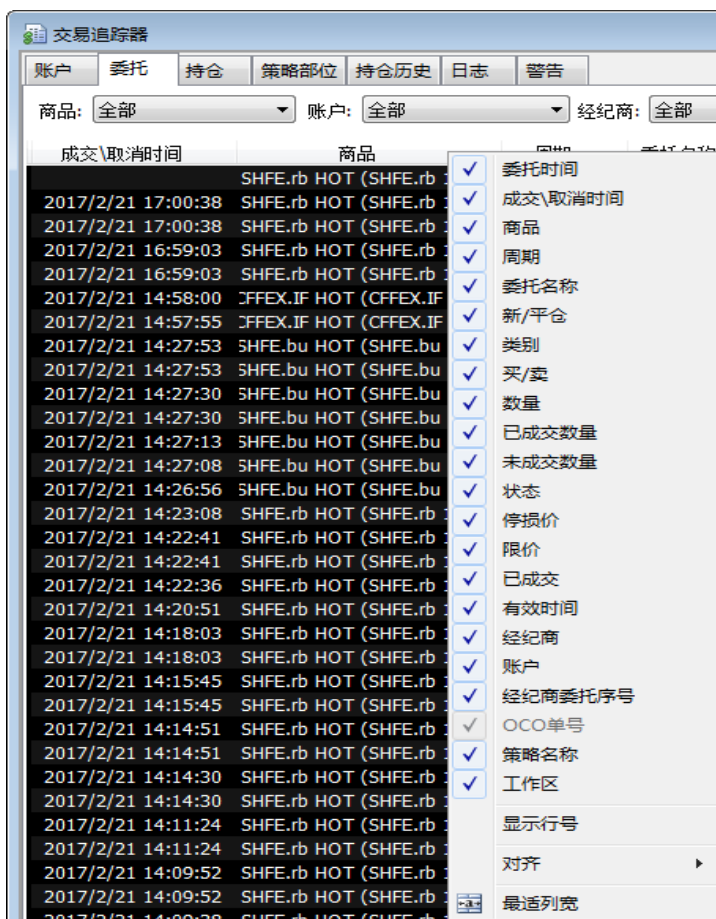 交易追踪器
账户 委托 持仓 策略部位 持仓历史 日志 警告
商品: 全部 账户: 全部 经纪商: 全部
成交\取消时间 商品 周期 委托名称
SHFE.rb HOT (SHFE.rb
2017/2/21 17:00:38 SHFE.rb HOT (SHFE.rb
2017/2/21 17:00:38 SHFE.rb HOT (SHFE.rb
2017/2/21 16:59:03 SHFE.rb HOT (SHFE.rb
2017/2/21 16:59:03 SHFE.rb HOT (SHFE.rb
2017/2/21 14:58:00 CFFEX.IF HOT (CFFEX.IF
2017/2/21 14:57:55 CFFEX.IF HOT (CFFEX.IF
2017/2/21 14:27:53 SHFE.bu HOT (SHFE.bu
2017/2/21 14:27:53 SHFE.bu HOT (SHFE.bu
2017/2/21 14:27:30 SHFE.bu HOT (SHFE.bu
2017/2/21 14:27:30 SHFE.bu HOT (SHFE.bu
2017/2/21 14:27:13 SHFE.bu HOT (SHFE.bu
2017/2/21 14:27:08 SHFE.bu HOT (SHFE.bu
2017/2/21 14:26:56 SHFE.bu HOT (SHFE.bu
2017/2/21 14:23:08 SHFE.rb HOT (SHFE.rb
2017/2/21 14:22:41 SHFE.rb HOT (SHFE.rb
2017/2/21 14:22:41 SHFE.rb HOT (SHFE.rb
2017/2/21 14:22:36 SHFE.rb HOT (SHFE.rb
2017/2/21 14:20:51 SHFE.rb HOT (SHFE.rb
2017/2/21 14:18:03 SHFE.rb HOT (SHFE.rb
2017/2/21 14:18:03 SHFE.rb HOT (SHFE.rb
2017/2/21 14:15:45 SHFE.rb HOT (SHFE.rb
2017/2/21 14:15:45 SHFE.rb HOT (SHFE.rb
2017/2/21 14:14:51 SHFE.rb HOT (SHFE.rb
2017/2/21 14:14:51 SHFE.rb HOT (SHFE.rb
2017/2/21 14:14:30 SHFE.rb HOT (SHFE.rb
2017/2/21 14:14:30 SHFE.rb HOT (SHFE.rb
2017/2/21 14:11:24 SHFE.rb HOT (SHFE.rb
2017/2/21 14:11:24 SHFE.rb HOT (SHFE.rb
2017/2/21 14:09:52 SHFE.rb HOT (SHFE.rb
2017/2/21 14:09:52 SHFE.rb HOT (SHFE.rb
委托时间
成交\取消时间
商品
周期
委托名称
新/平仓
类别
买/卖
数量
已成交数量
未成交数量
状态
停损价
限价
已成交
有效时间
经纪商
账户
经纪商委托序号
OCO单号
策略名称
工作区
显示行号
对齐
最适列宽